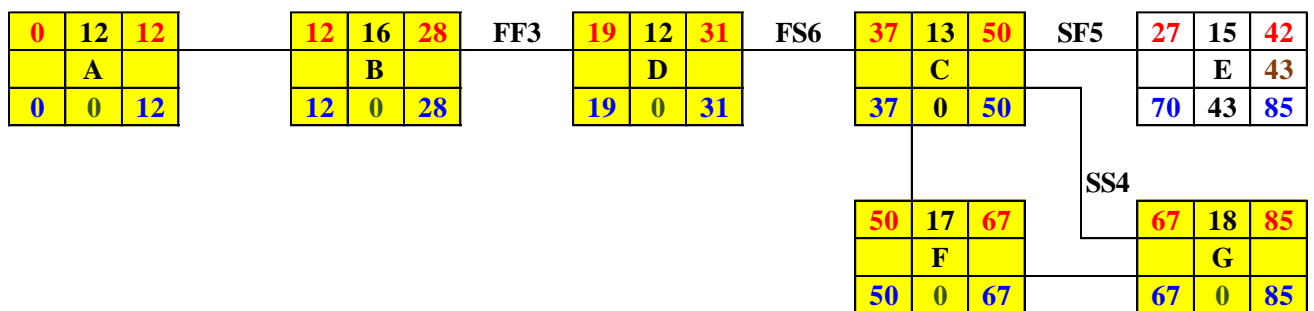 0 12 12 12 16 28 FF3 19 12 31 FS6 37 13 50 SF5 27 15 42
A B D C E 43
0 0 12 12 0 28 19 0 31 37 0 50 70 43 85
SS4
50 17 67 67 18 85
F G
50 0 67 67 0 85